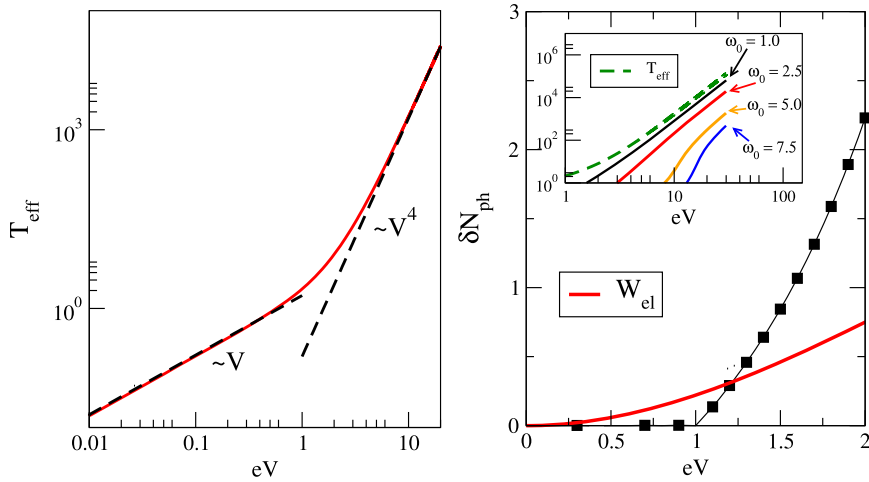 T_eff
10^3
10^0
~V^4
~V
0.01
0.1
1
10
eV
δN_ph
3
2
1
0
0
0.5
1
1.5
2
eV
W_el
10^6
10^4
10^2
10^0
1
10
100
eV
T_eff
ω_0 = 1.0
ω_0 = 2.5
ω_0 = 5.0
ω_0 = 7.5